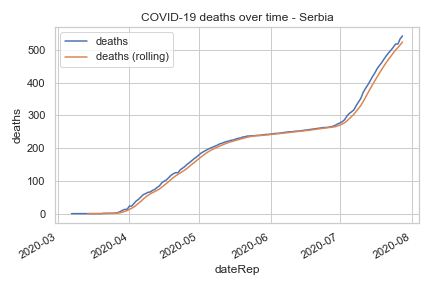 COVID-19 deaths over time - Serbia
deaths
deaths (rolling)
500
400
300
200
100
0
deaths
2020-03
2020-04
2020-05
2020-06
2020-07
2020-08
dateRep